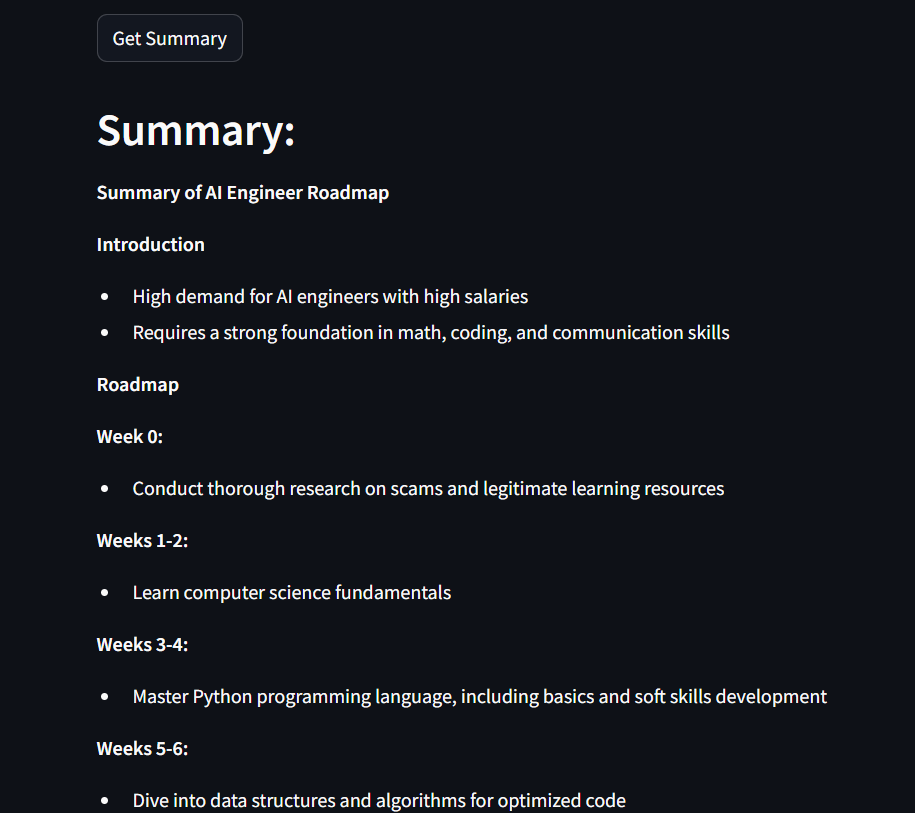 Get Summary
Summary:
Summary of AI Engineer Roadmap
Introduction
High demand for AI engineers with high salaries
Requires a strong foundation in math, coding, and communication skills
Roadmap
Week 0:
Conduct thorough research on scams and legitimate learning resources
Weeks 1-2:
Learn computer science fundamentals
Weeks 3-4:
Master Python programming language, including basics and soft skills development
Weeks 5-6:
Dive into data structures and algorithms for optimized code